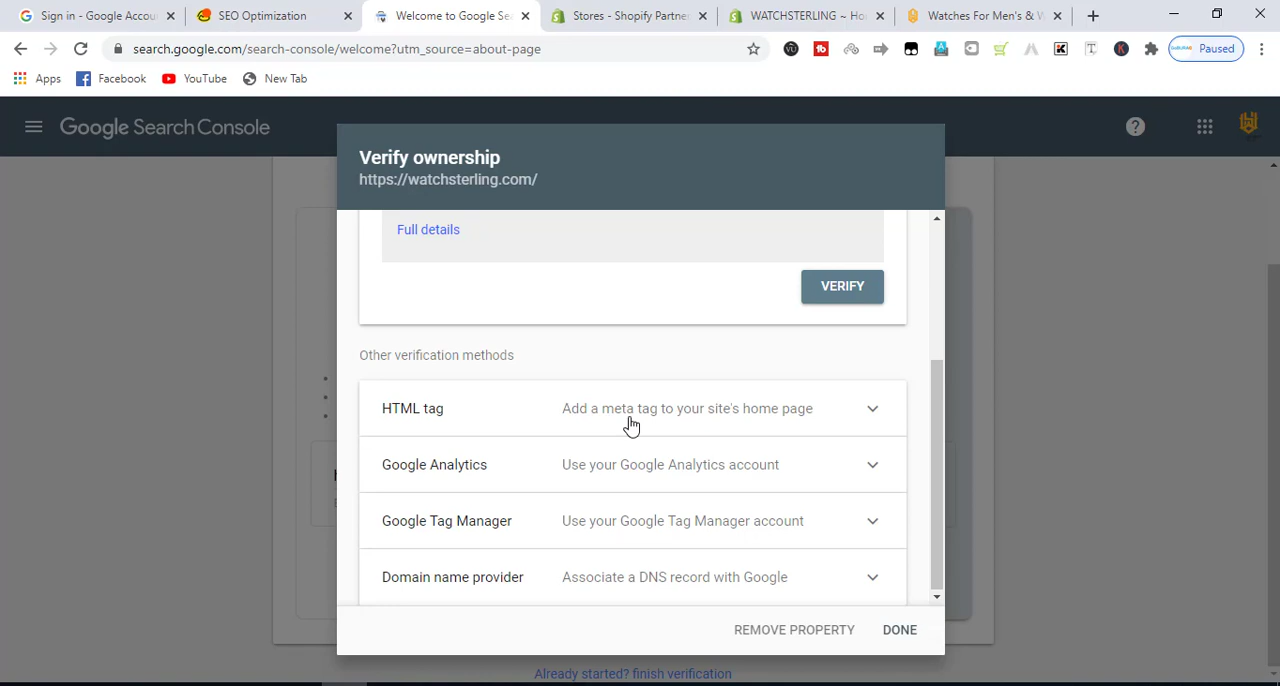 Sign in - Google Accou
SEO Optimization
Welcome to Google Se
Stores - Shopify Partner
WATCHSTERLING ~ Ho
Watches For Men's & W
search.google.com/search-console/welcome?utm_source=about-page
Paused
Apps
Facebook
YouTube
New Tab
Google Search Console
Verify ownership
https://watchsterling.com/
Full details
VERIFY
Other verification methods
HTML tag
Add a meta tag to your site's home page
Google Analytics
Use your Google Analytics account
Google Tag Manager
Use your Google Tag Manager account
Domain name provider
Associate a DNS record with Google
REMOVE PROPERTY
DONE
Already started? finish verification